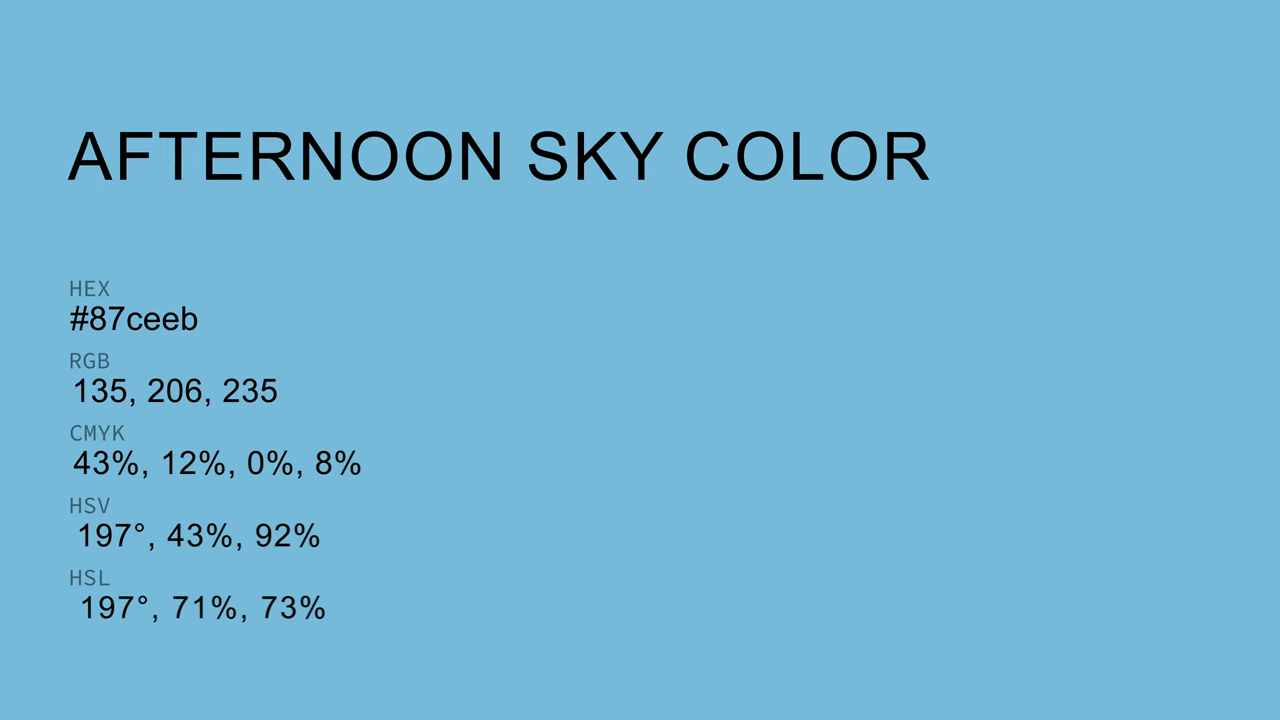 AFTERNOON SKY COLOR
HEX
#87ceeb
RGB
135, 206, 235
CMYK
43%, 12%, 0%, 8%
HSV
197°, 43%, 92%
HSL
197°, 71%, 73%